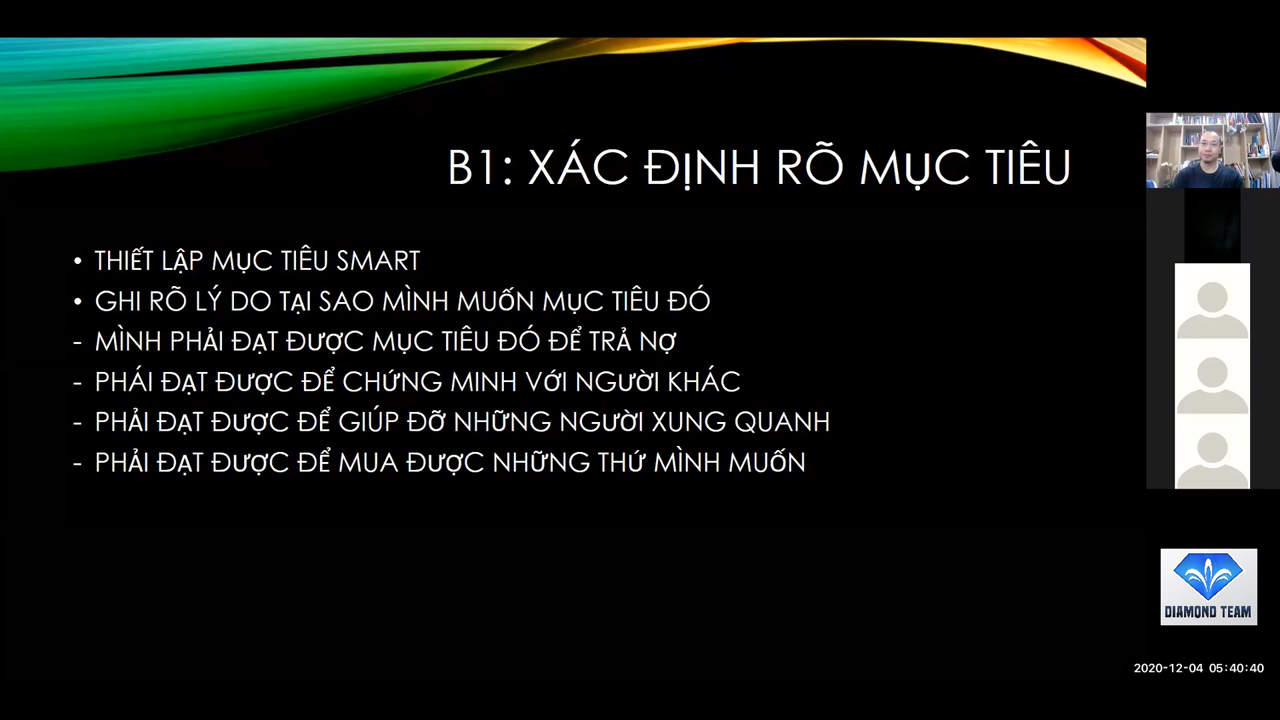 B1: XÁC ĐỊNH RÕ MỤC TIÊU
• THIẾT LẬP MỤC TIÊU SMART
• GHI RÕ LÝ DO TẠI SAO MÌNH MUỐN MỤC TIÊU ĐÓ
- MÌNH PHẢI ĐẠT ĐƯỢC MỤC TIÊU ĐÓ ĐỂ TRẢ NỢ
- PHÁI ĐẠT ĐƯỢC ĐỂ CHỨNG MINH VỚI NGƯỜI KHÁC
- PHẢI ĐẠT ĐƯỢC ĐỂ GIÚP ĐỠ NHỮNG NGƯỜI XUNG QUANH
- PHẢI ĐẠT ĐƯỢC ĐỂ MUA ĐƯỢC NHỮNG THỨ MÌNH MUỐN
DIAMOND TEAM
2020-12-04 05:40:40